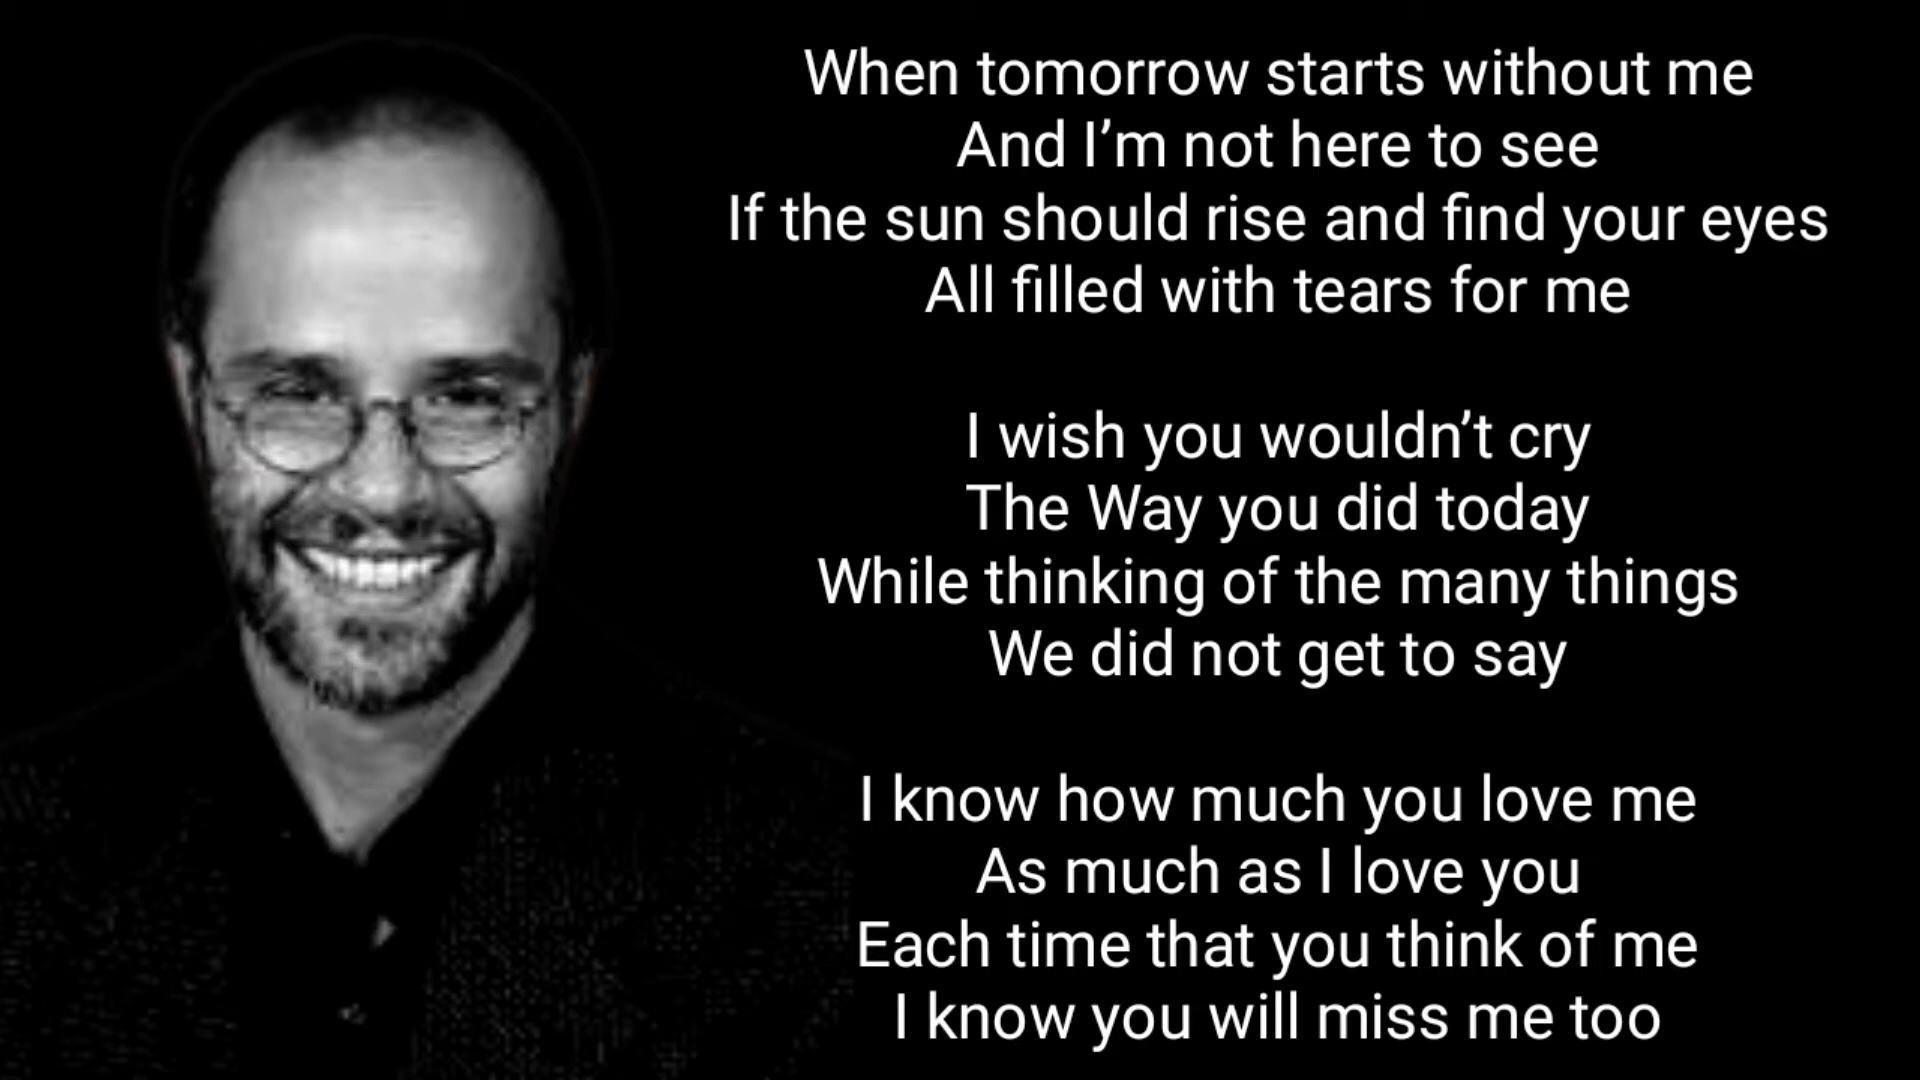 When tomorrow starts without me
And I’m not here to see
If the sun should rise and find your eyes
All filled with tears for me
I wish you wouldn’t cry
The Way you did today
While thinking of the many things
We did not get to say
I know how much you love me
As much as I love you
Each time that you think of me
I know you will miss me too